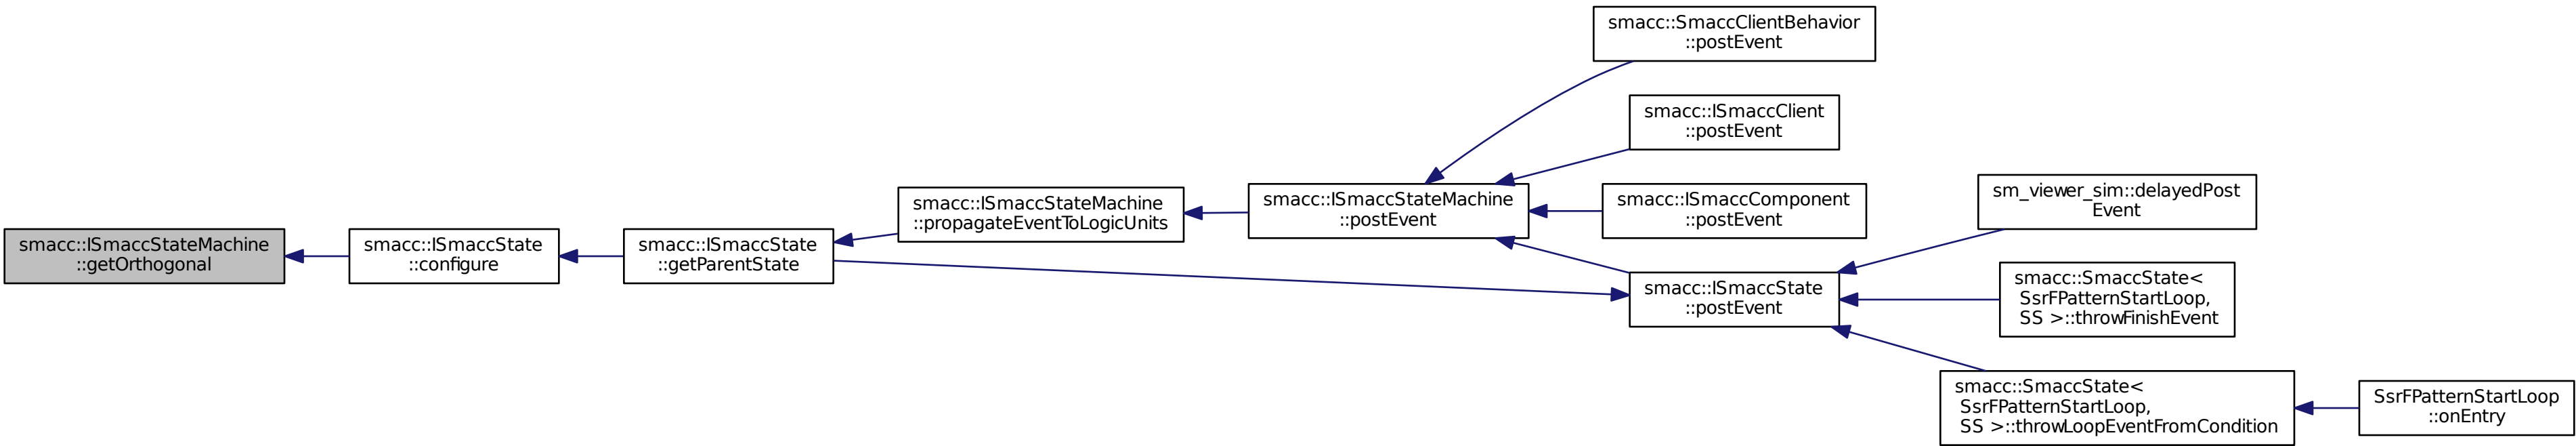 smacc::ISmaccStateMachine
::getOrthogonal
smacc::ISmaccState
::configure
smacc::ISmaccState
::getParentState
smacc::ISmaccStateMachine
::propagateEventToLogicUnits
smacc::ISmaccStateMachine
::postEvent
smacc::SmaccClientBehavior
::postEvent
smacc::ISmaccClient
::postEvent
smacc::ISmaccComponent
::postEvent
smacc::ISmaccState
::postEvent
sm_viewer_sim::delayedPost
Event
smacc::SmaccState<
SsrFPatternStartLoop,
SS >::throwFinishEvent
smacc::SmaccState<
SsrFPatternStartLoop,
SS >::throwLoopEventFromCondition
SsrFPatternStartLoop
::onEntry